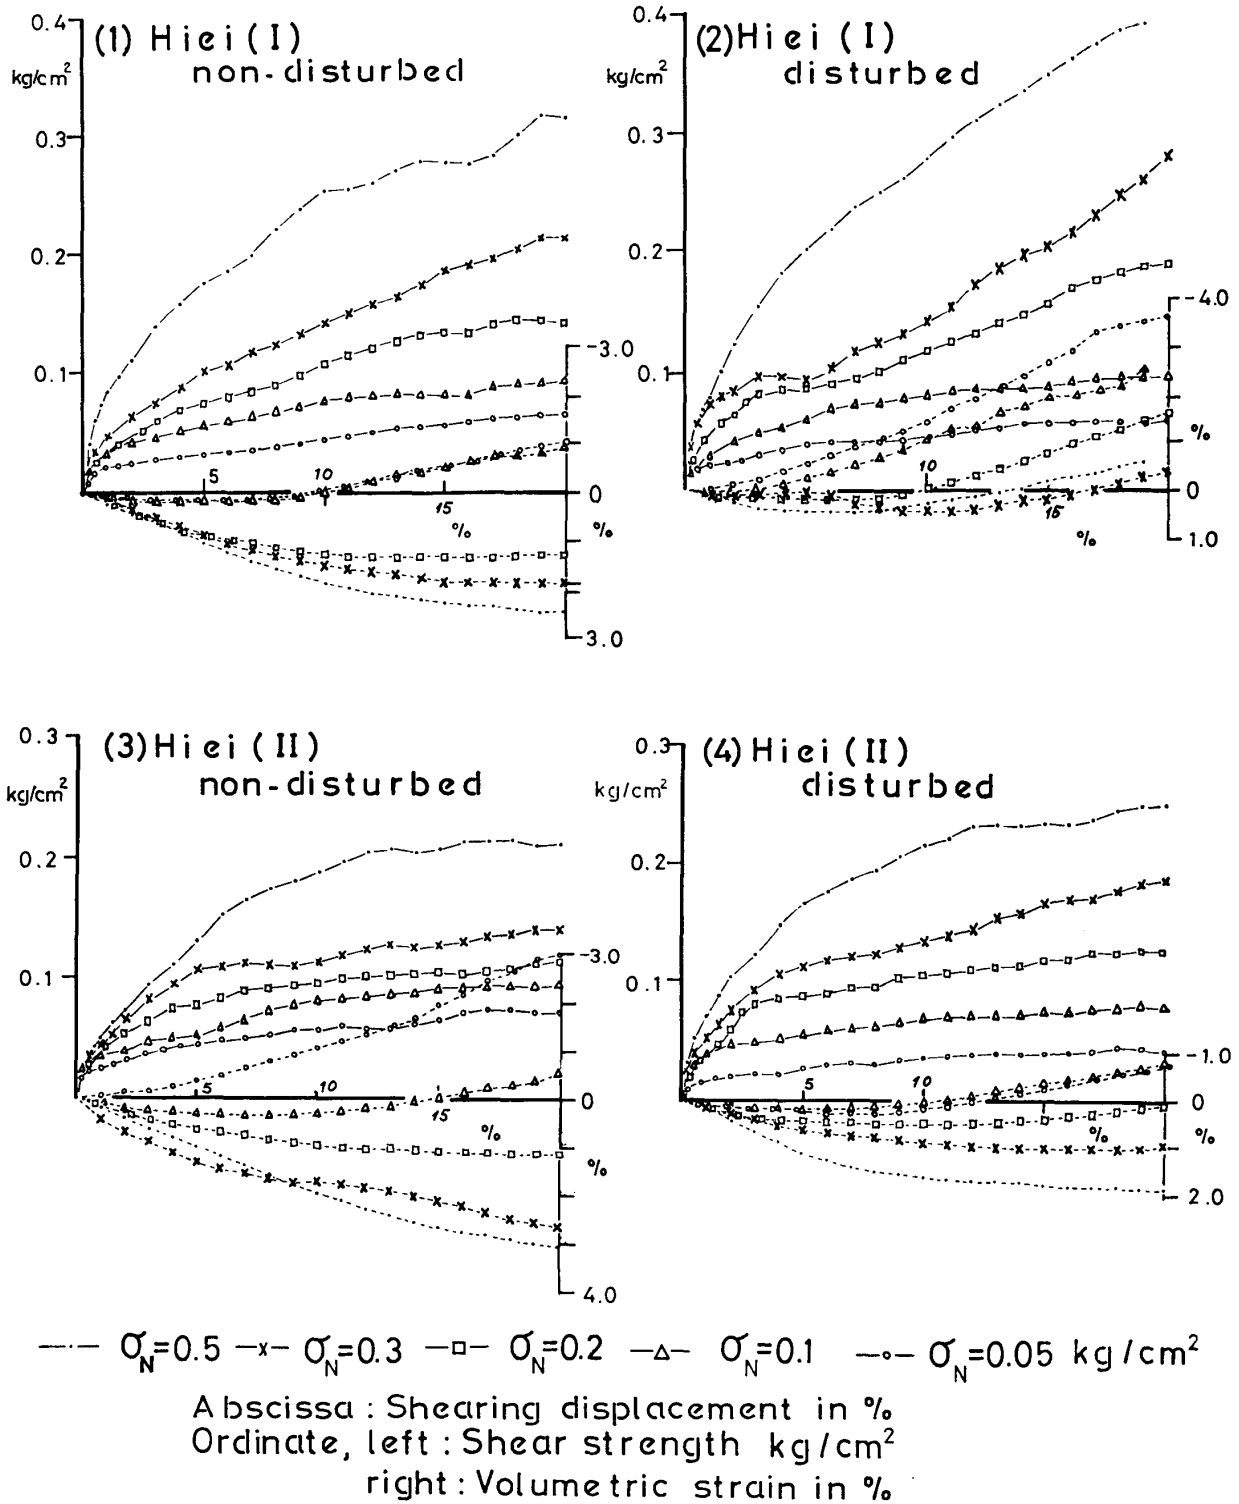 (1) Hiei (I)
non-disturbed
0.4
kg/cm²
0.3
0.2
0.1
5
10
15
%
-3.0
0
%
3.0
(2) Hiei (I)
disturbed
0.4
kg/cm²
0.3
0.2
0.1
10
15
%
-4.0
%
0
1.0
(3) Hiei (II)
non-disturbed
0.3
kg/cm²
0.2
0.1
5
10
15
%
-3.0
0
%
4.0
(4) Hiei (II)
disturbed
0.3
kg/cm²
0.2
0.1
5
10
%
-1.0
0
%
2.0
σN=0.5 σN=0.3 σN=0.2 σN=0.1 σN=0.05 kg/cm²
Abscissa : Shearing displacement in %
Ordinate, left : Shear strength kg/cm²
right : Volumetric strain in %